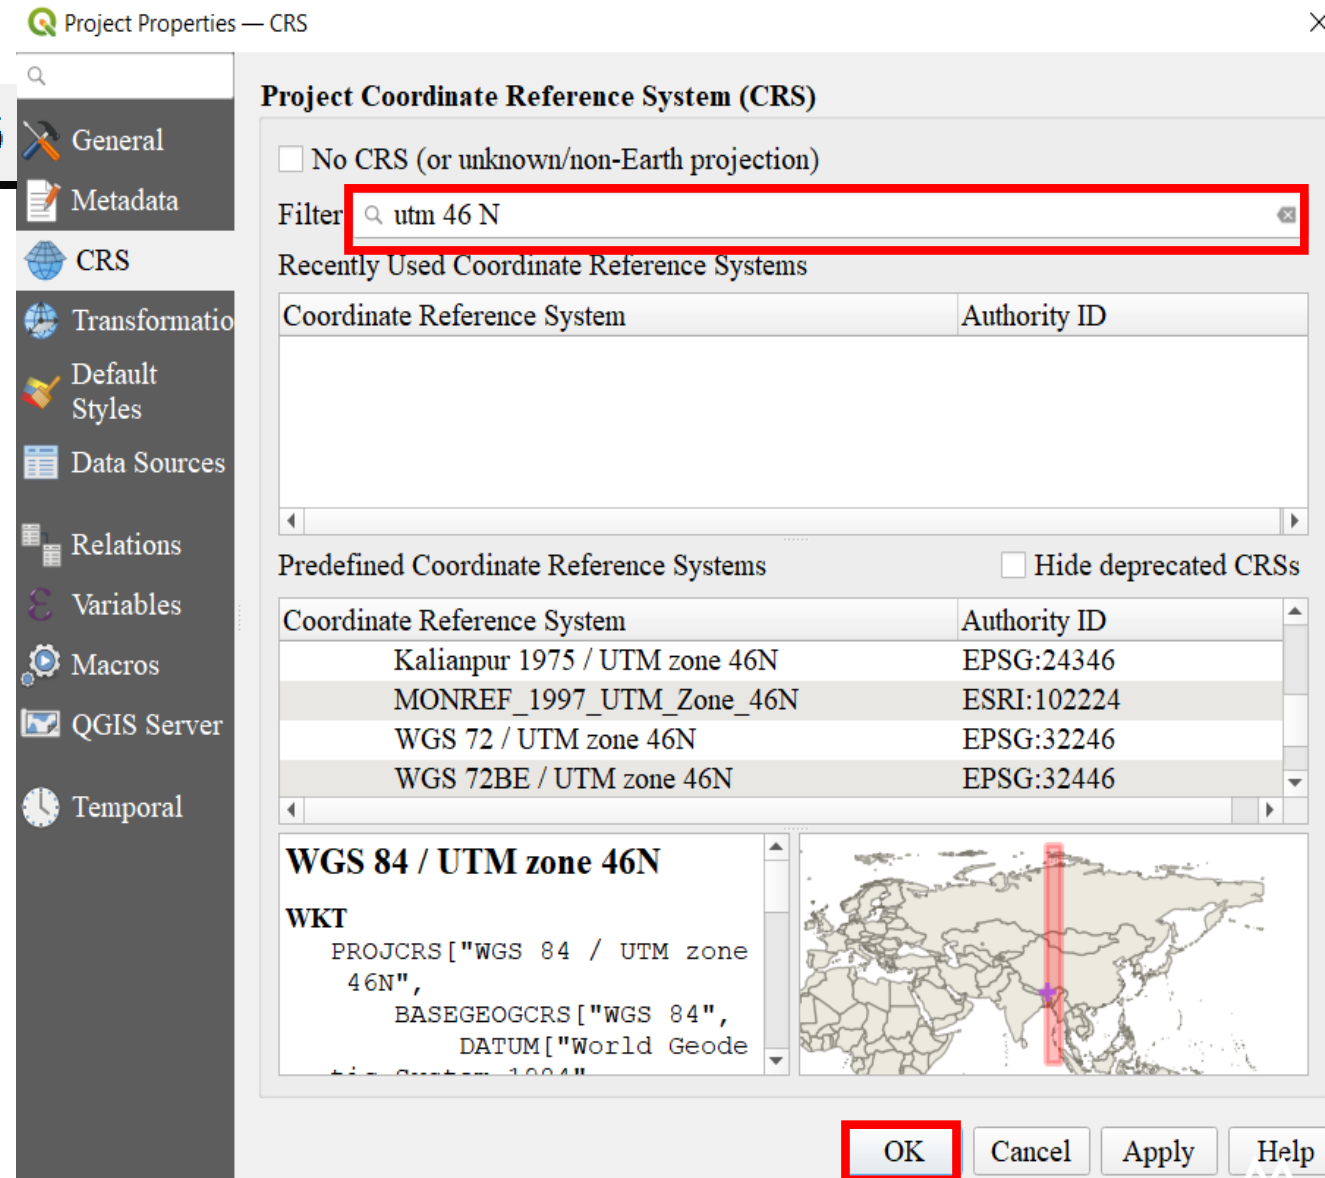 Project Properties — CRS
General
Metadata
CRS
Transformatio
Default
Styles
Data Sources
Relations
Variables
Macros
QGIS Server
Temporal
Project Coordinate Reference System (CRS)
No CRS (or unknown/non-Earth projection)
Filter utm 46 N
Recently Used Coordinate Reference Systems
Coordinate Reference System Authority ID
Predefined Coordinate Reference Systems Hide deprecated CRSs
Coordinate Reference System Authority ID
Kalianpur 1975 / UTM zone 46N EPSG:24346
MONREF_1997_UTM_Zone_46N ESRI:102224
WGS 72 / UTM zone 46N EPSG:32246
WGS 72BE / UTM zone 46N EPSG:32446
WGS 84 / UTM zone 46N
WKT
PROJCRS["WGS 84 / UTM zone
46N",
BASEGEOGCRS["WGS 84",
DATUM["World Geode
OK Cancel Apply Help